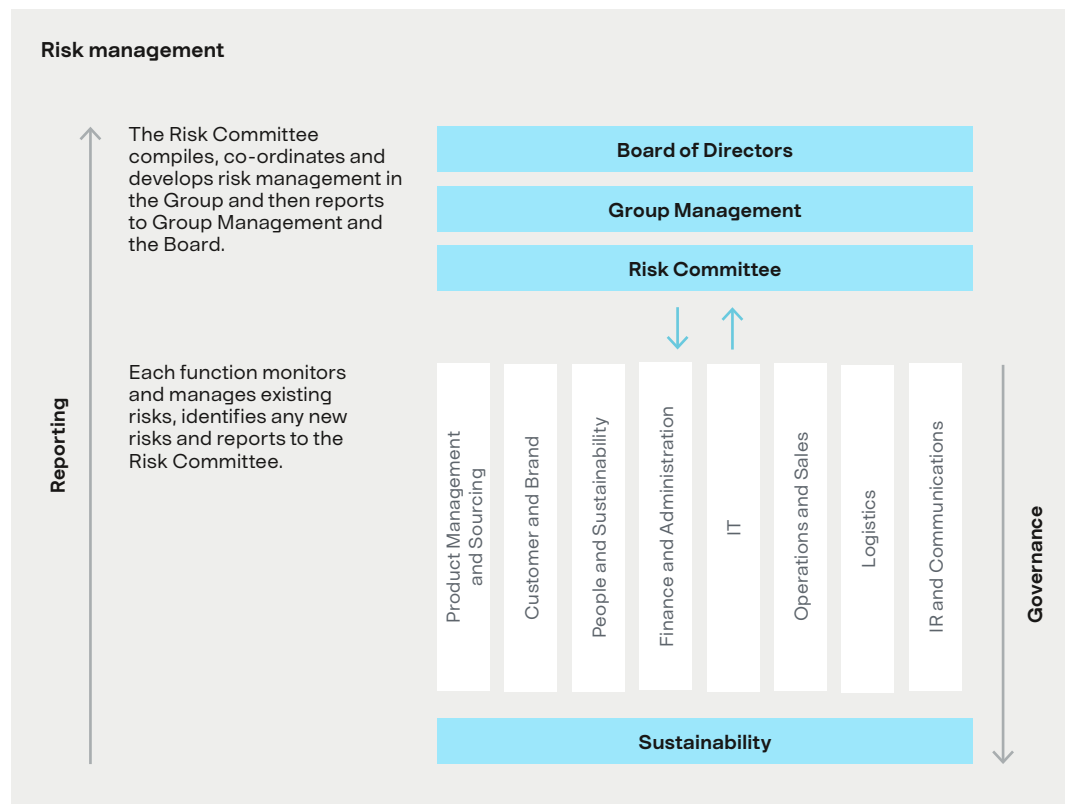 Risk management
The Risk Committee
compiles, co-ordinates and
develops risk management in
the Group and then reports
to Group Management and
the Board.
Board of Directors
Group Management
Risk Committee
Reporting
Each function monitors
and manages existing
risks, identifies any new
risks and reports to the
Risk Committee.
Product Management
and Sourcing
Customer and Brand
People and Sustainability
Finance and Administration
IT
Operations and Sales
Logistics
IR and Communications
Governance
Sustainability